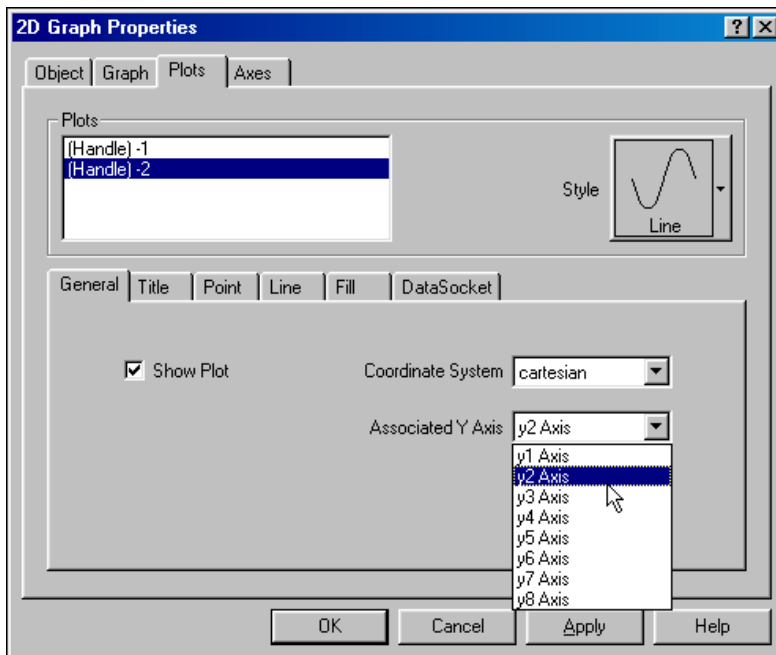 2D Graph Properties
Object Graph Plots Axes
Plots
(Handle) -1
(Handle) -2
Style
Line
General Title Point Line Fill DataSocket
Show Plot
Coordinate System cartesian
Associated Y Axis y2 Axis
y1 Axis
y2 Axis
y3 Axis
y4 Axis
y5 Axis
y6 Axis
y7 Axis
y8 Axis
OK Cancel Apply Help